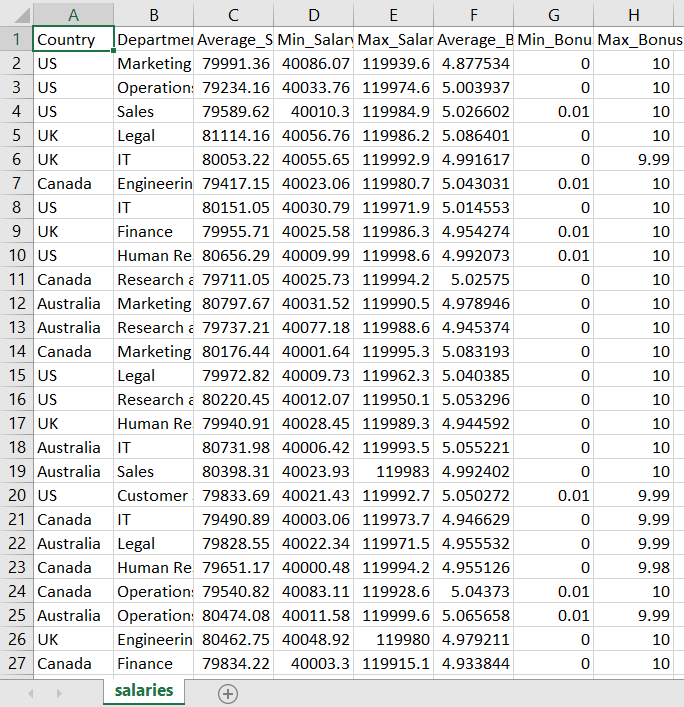 A B C D E F G H
1 Country Departmen Average_S Min_Salary Max_Salar Average_B Min_Bonu Max_Bonus
2 US Marketing 79991.36 40086.07 119939.6 4.877534 0 10
3 US Operations 79234.16 40033.76 119974.6 5.003937 0 10
4 US Sales 79589.62 40010.3 119984.9 5.026602 0.01 10
5 UK Legal 81114.16 40056.76 119986.2 5.086401 0 10
6 UK IT 80053.22 40055.65 119992.9 4.991617 0 9.99
7 Canada Engineerin 79417.15 40023.06 119980.7 5.043031 0.01 10
8 US IT 80151.05 40030.79 119971.9 5.014553 0 10
9 UK Finance 79955.71 40025.58 119986.3 4.954274 0.01 10
10 US Human Re 80656.29 40009.99 119998.6 4.992073 0.01 10
11 Canada Research a 79711.05 40025.73 119994.2 5.02575 0 10
12 Australia Marketing 80797.67 40031.52 119990.5 4.978946 0 10
13 Australia Research a 79737.21 40077.18 119988.6 4.945374 0 10
14 Canada Marketing 80176.44 40001.64 119995.3 5.083193 0 10
15 US Legal 79972.82 40009.73 119962.3 5.040385 0 10
16 US Research a 80220.45 40012.07 119950.1 5.053296 0 10
17 UK Human Re 79940.91 40028.45 119989.3 4.944592 0 10
18 Australia IT 80731.98 40006.42 119993.5 5.055221 0 10
19 Australia Sales 80398.31 40023.93 119983 4.992402 0 10
20 US Customer 79833.69 40021.43 119992.7 5.050272 0.01 9.99
21 Canada IT 79490.89 40003.06 119973.7 4.946629 0 9.99
22 Australia Legal 79828.55 40022.34 119971.5 4.955532 0 9.99
23 Canada Human Re 79651.17 40000.48 119994.2 4.955126 0 9.98
24 Canada Operations 79540.82 40083.11 119928.6 5.04373 0.01 10
25 Australia Operations 80474.08 40011.58 119999.6 5.065658 0.01 9.99
26 UK Engineerin 80462.75 40048.92 119980 4.979211 0 10
27 Canada Finance 79834.22 40003.3 119915.1 4.933844 0 10
salaries